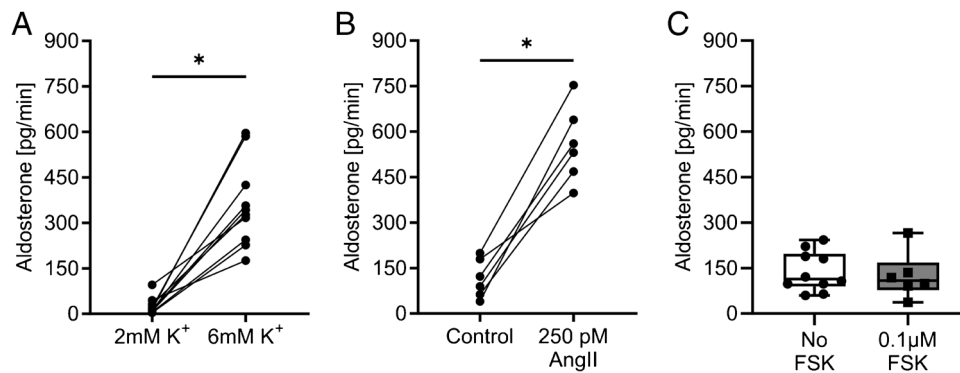 A
Aldosterone [pg/min]
900
750
600
450
300
150
0
*
2mM K⁺
6mM K⁺
B
Aldosterone [pg/min]
900
750
600
450
300
150
0
*
Control
250 pM
AngII
C
Aldosterone [pg/min]
900
750
600
450
300
150
0
No
FSK
0.1μM
FSK